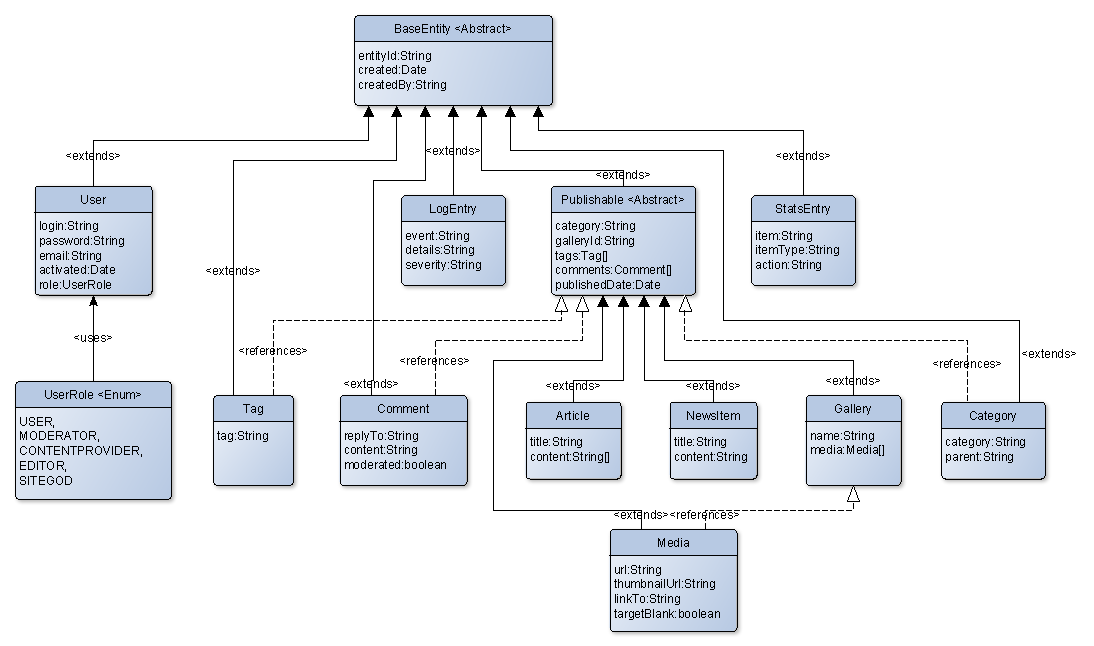 BaseEntity <Abstract>
entityId:String
created:Date
createdBy:String
<extends>
<extends>
<extends>
<extends>
User
login:String
password:String
email:String
activated:Date
role:UserRole
LogEntry
event:String
details:String
severity:String
Publishable <Abstract>
category:String
galleryId:String
tags:Tag[]
comments:Comment[]
publishedDate:Date
StatsEntry
item:String
itemType:String
action:String
<extends>
<uses>
<references>
<references>
<references>
<extends>
<extends>
<extends>
<extends>
<extends>
UserRole <Enum>
USER,
MODERATOR,
CONTENTPROVIDER,
EDITOR,
SITEGOD
Tag
tag:String
Comment
replyTo:String
content:String
moderated:boolean
Article
title:String
content:String[]
NewsItem
title:String
content:String
Gallery
name:String
media:Media[]
Category
category:String
parent:String
<extends>
<references>
Media
url:String
thumbnailUrl:String
linkTo:String
targetBlank:boolean